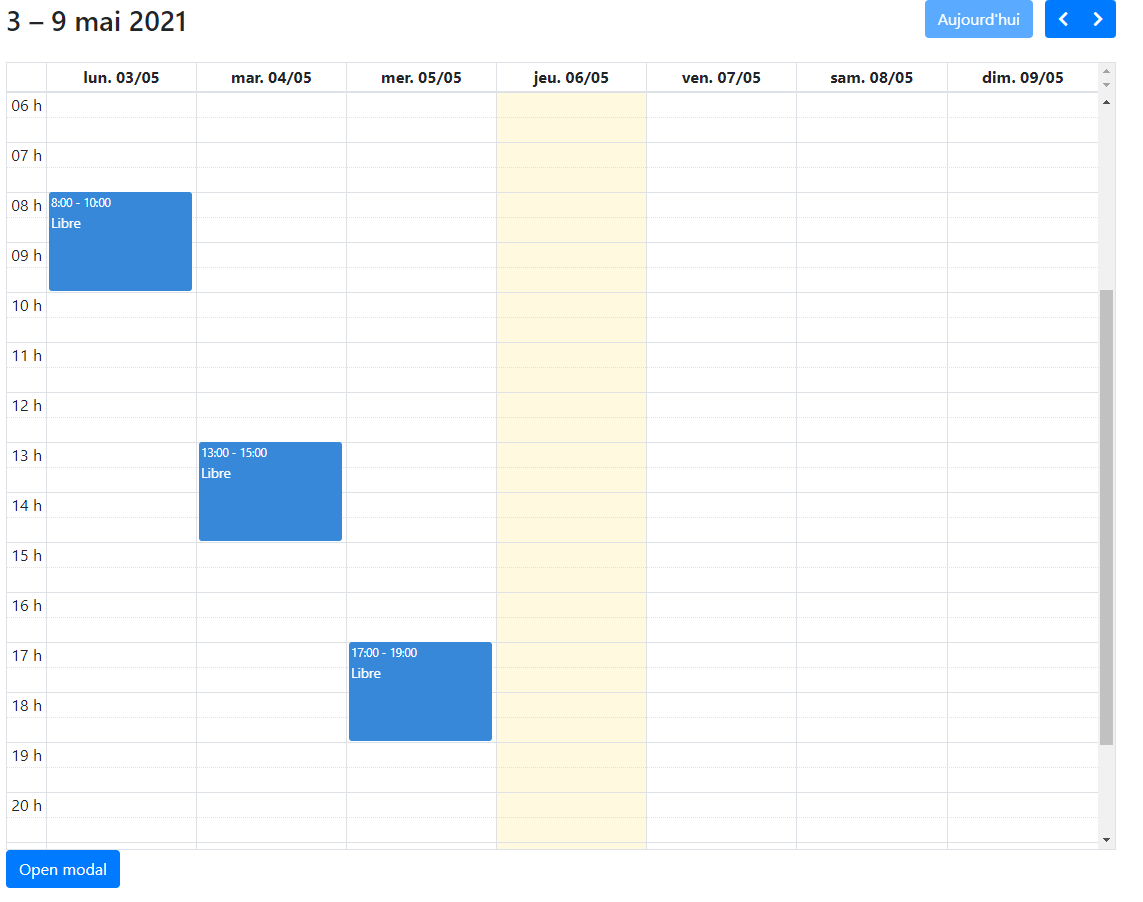 3 – 9 mai 2021
Aujourd'hui
lun. 03/05 mar. 04/05 mer. 05/05 jeu. 06/05 ven. 07/05 sam. 08/05 dim. 09/05
06 h
07 h
08 h
8:00 - 10:00
Libre
09 h
10 h
11 h
12 h
13 h
13:00 - 15:00
Libre
14 h
15 h
16 h
17 h
17:00 - 19:00
Libre
18 h
19 h
20 h
Open modal